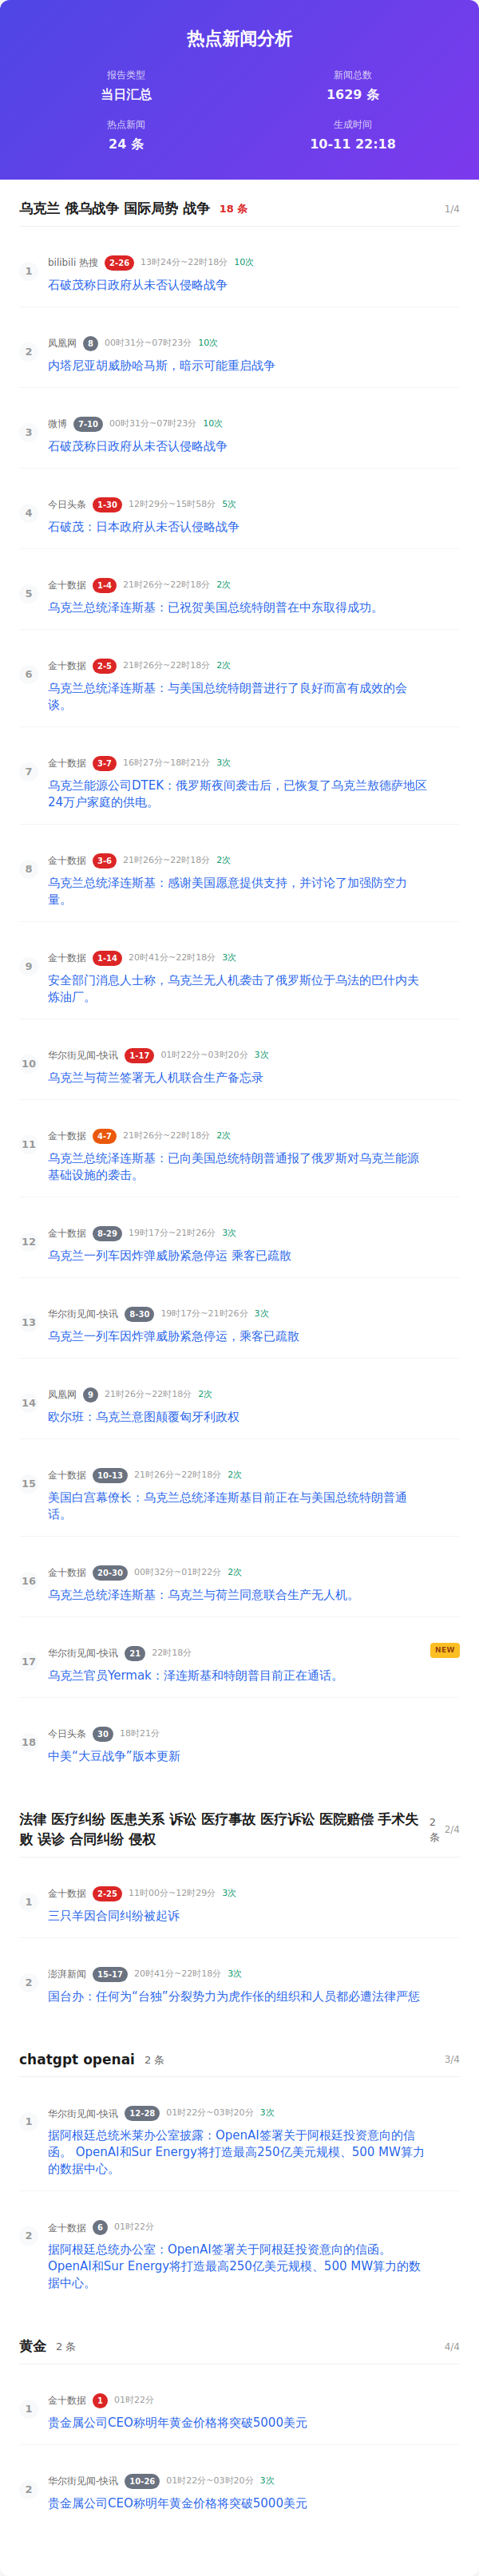 热点新闻分析
报告类型
当日汇总
新闻总数
1629 条
热点新闻
24 条
生成时间
10-11 22:18
乌克兰 俄乌战争 国际局势 战争 18 条 1/4
1
bilibili 热搜 2-26 13时24分~22时18分 10次
石破茂称日政府从未否认侵略战争
2
凤凰网 8 00时31分~07时23分 10次
内塔尼亚胡威胁哈马斯，暗示可能重启战争
3
微博 7-10 00时31分~07时23分 10次
石破茂称日政府从未否认侵略战争
4
今日头条 1-30 12时29分~15时58分 5次
石破茂：日本政府从未否认侵略战争
5
金十数据 1-4 21时26分~22时18分 2次
乌克兰总统泽连斯基：已祝贺美国总统特朗普在中东取得成功。
6
金十数据 2-5 21时26分~22时18分 2次
乌克兰总统泽连斯基：与美国总统特朗普进行了良好而富有成效的会
谈。
7
金十数据 3-7 16时27分~18时21分 3次
乌克兰能源公司DTEK：俄罗斯夜间袭击后，已恢复了乌克兰敖德萨地区
24万户家庭的供电。
8
金十数据 3-6 21时26分~22时18分 2次
乌克兰总统泽连斯基：感谢美国愿意提供支持，并讨论了加强防空力
量。
9
金十数据 1-14 20时41分~22时18分 3次
安全部门消息人士称，乌克兰无人机袭击了俄罗斯位于乌法的巴什内夫
炼油厂。
10
华尔街见闻-快讯 1-17 01时22分~03时20分 3次
乌克兰与荷兰签署无人机联合生产备忘录
11
金十数据 4-7 21时26分~22时18分 2次
乌克兰总统泽连斯基：已向美国总统特朗普通报了俄罗斯对乌克兰能源
基础设施的袭击。
12
金十数据 8-29 19时17分~21时26分 3次
乌克兰一列车因炸弹威胁紧急停运 乘客已疏散
13
华尔街见闻-快讯 8-30 19时17分~21时26分 3次
乌克兰一列车因炸弹威胁紧急停运，乘客已疏散
14
凤凰网 9 21时26分~22时18分 2次
欧尔班：乌克兰意图颠覆匈牙利政权
15
金十数据 10-13 21时26分~22时18分 2次
美国白宫幕僚长：乌克兰总统泽连斯基目前正在与美国总统特朗普通
话。
16
金十数据 20-30 00时32分~01时22分 2次
乌克兰总统泽连斯基：乌克兰与荷兰同意联合生产无人机。
17
华尔街见闻-快讯 21 22时18分 NEW
乌克兰官员Yermak：泽连斯基和特朗普目前正在通话。
18
今日头条 30 18时21分
中美“大豆战争”版本更新
法律 医疗纠纷 医患关系 诉讼 医疗事故 医疗诉讼 医院赔偿 手术失
败 误诊 合同纠纷 侵权
2
条
2/4
1
金十数据 2-25 11时00分~12时29分 3次
三只羊因合同纠纷被起诉
2
澎湃新闻 15-17 20时41分~22时18分 3次
国台办：任何为“台独”分裂势力为虎作伥的组织和人员都必遭法律严惩
chatgpt openai 2 条 3/4
1
华尔街见闻-快讯 12-28 01时22分~03时20分 3次
据阿根廷总统米莱办公室披露：OpenAI签署关于阿根廷投资意向的信
函。 OpenAI和Sur Energy将打造最高250亿美元规模、500 MW算力
的数据中心。
2
金十数据 6 01时22分
据阿根廷总统办公室：OpenAI签署关于阿根廷投资意向的信函。
OpenAI和Sur Energy将打造最高250亿美元规模、500 MW算力的数
据中心。
黄金 2 条 4/4
1
金十数据 1 01时22分
贵金属公司CEO称明年黄金价格将突破5000美元
2
华尔街见闻-快讯 10-26 01时22分~03时20分 3次
贵金属公司CEO称明年黄金价格将突破5000美元